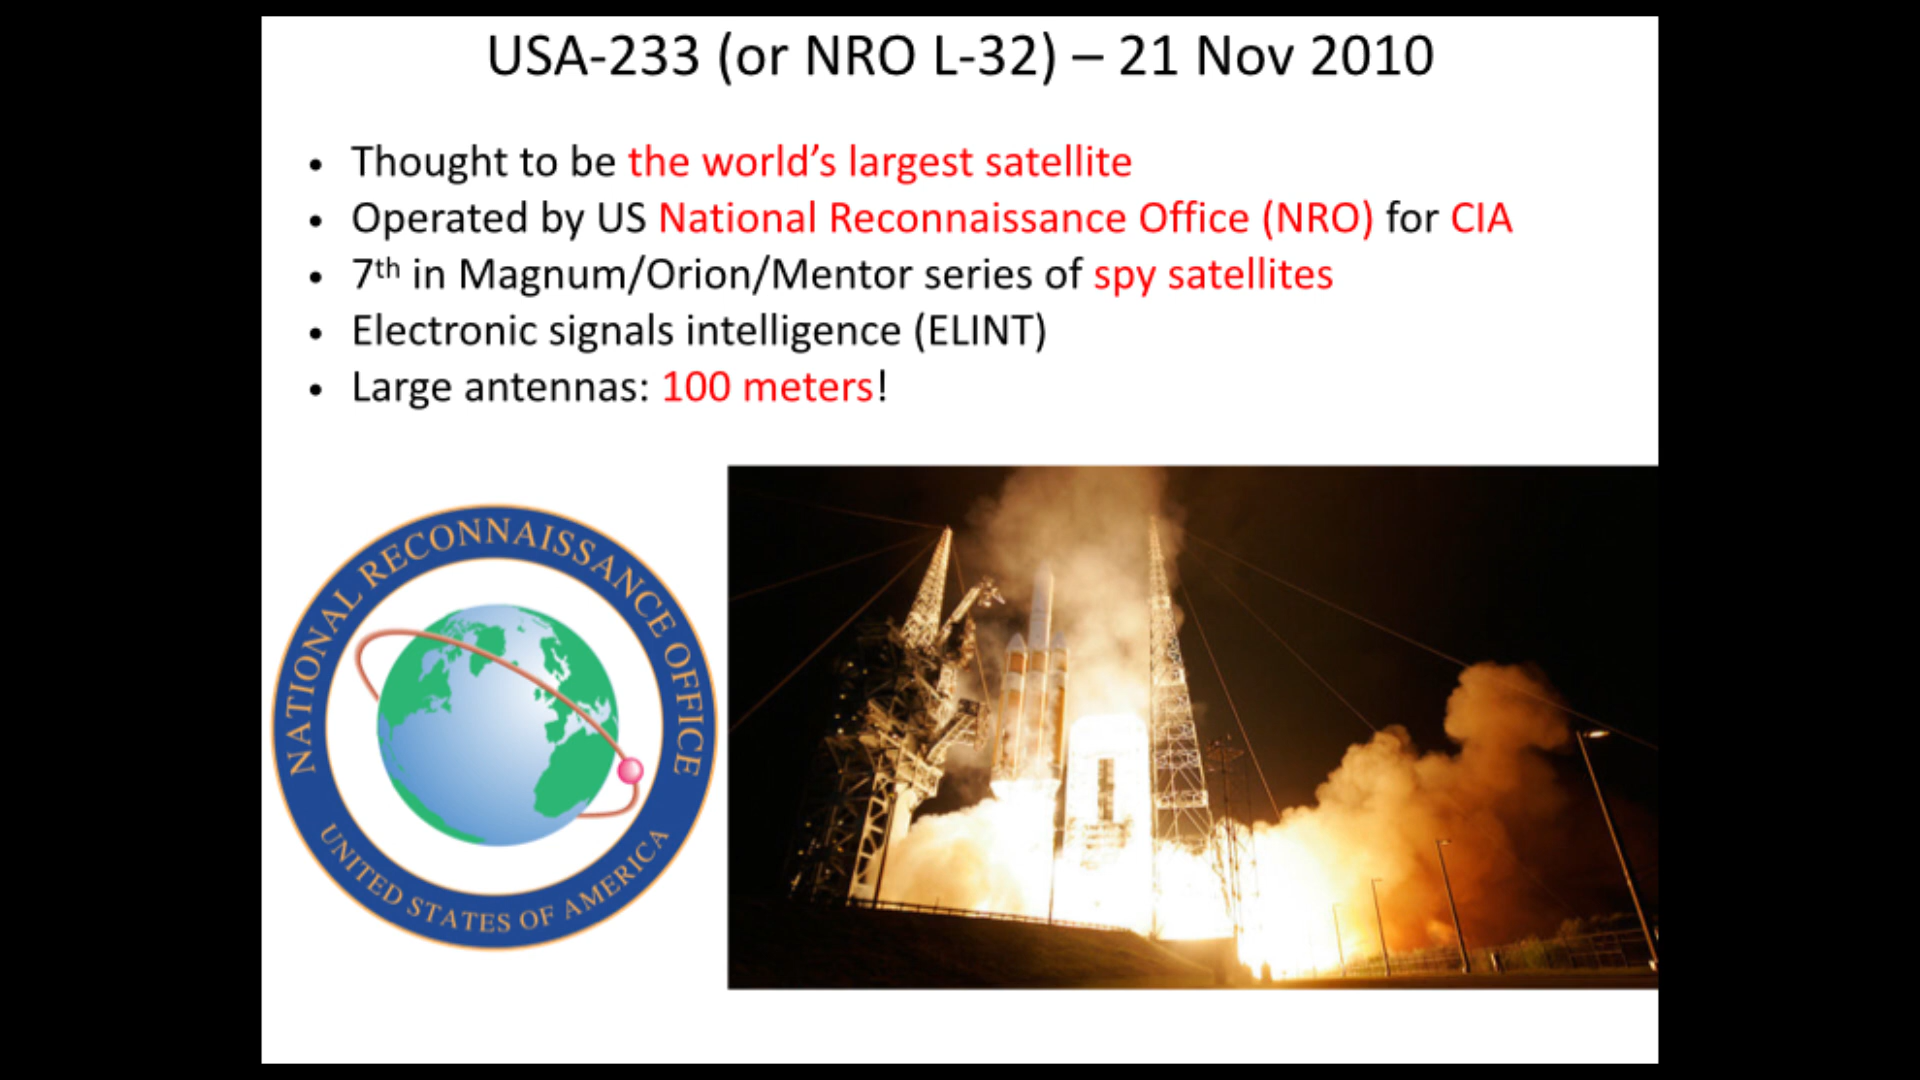 USA-233 (or NRO L-32) – 21 Nov 2010
• Thought to be the world’s largest satellite
• Operated by US National Reconnaissance Office (NRO) for CIA
• 7th in Magnum/Orion/Mentor series of spy satellites
• Electronic signals intelligence (ELINT)
• Large antennas: 100 meters!
NATIONAL RECONNAISSANCE OFFICE
UNITED STATES OF AMERICA